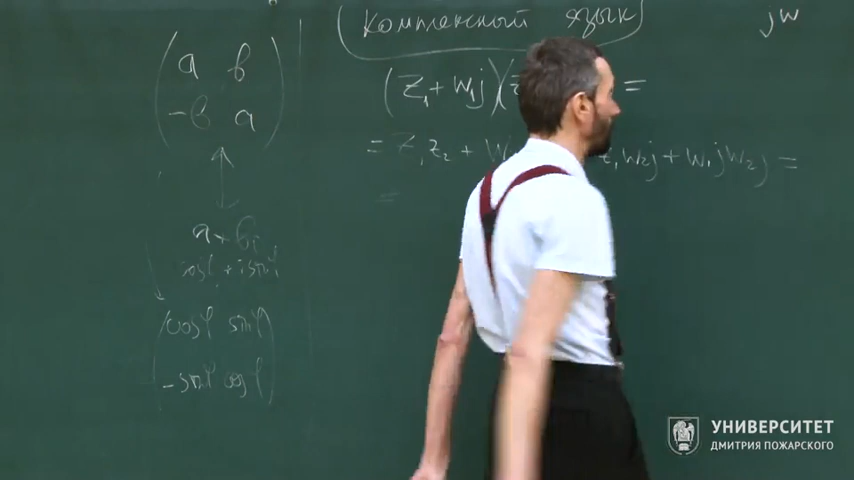 Комплексный язык
jw
a b
-b a
(z₁ + w₁j)( =
= z₁z₂ + w z₁w₂j + w₁jw₂j =
=
a + bi
cosφ + i sinφ
cosφ sinφ
-sinφ cosφ
УНИВЕРСИТЕТ
ДМИТРИЯ ПОЖАРСКОГО